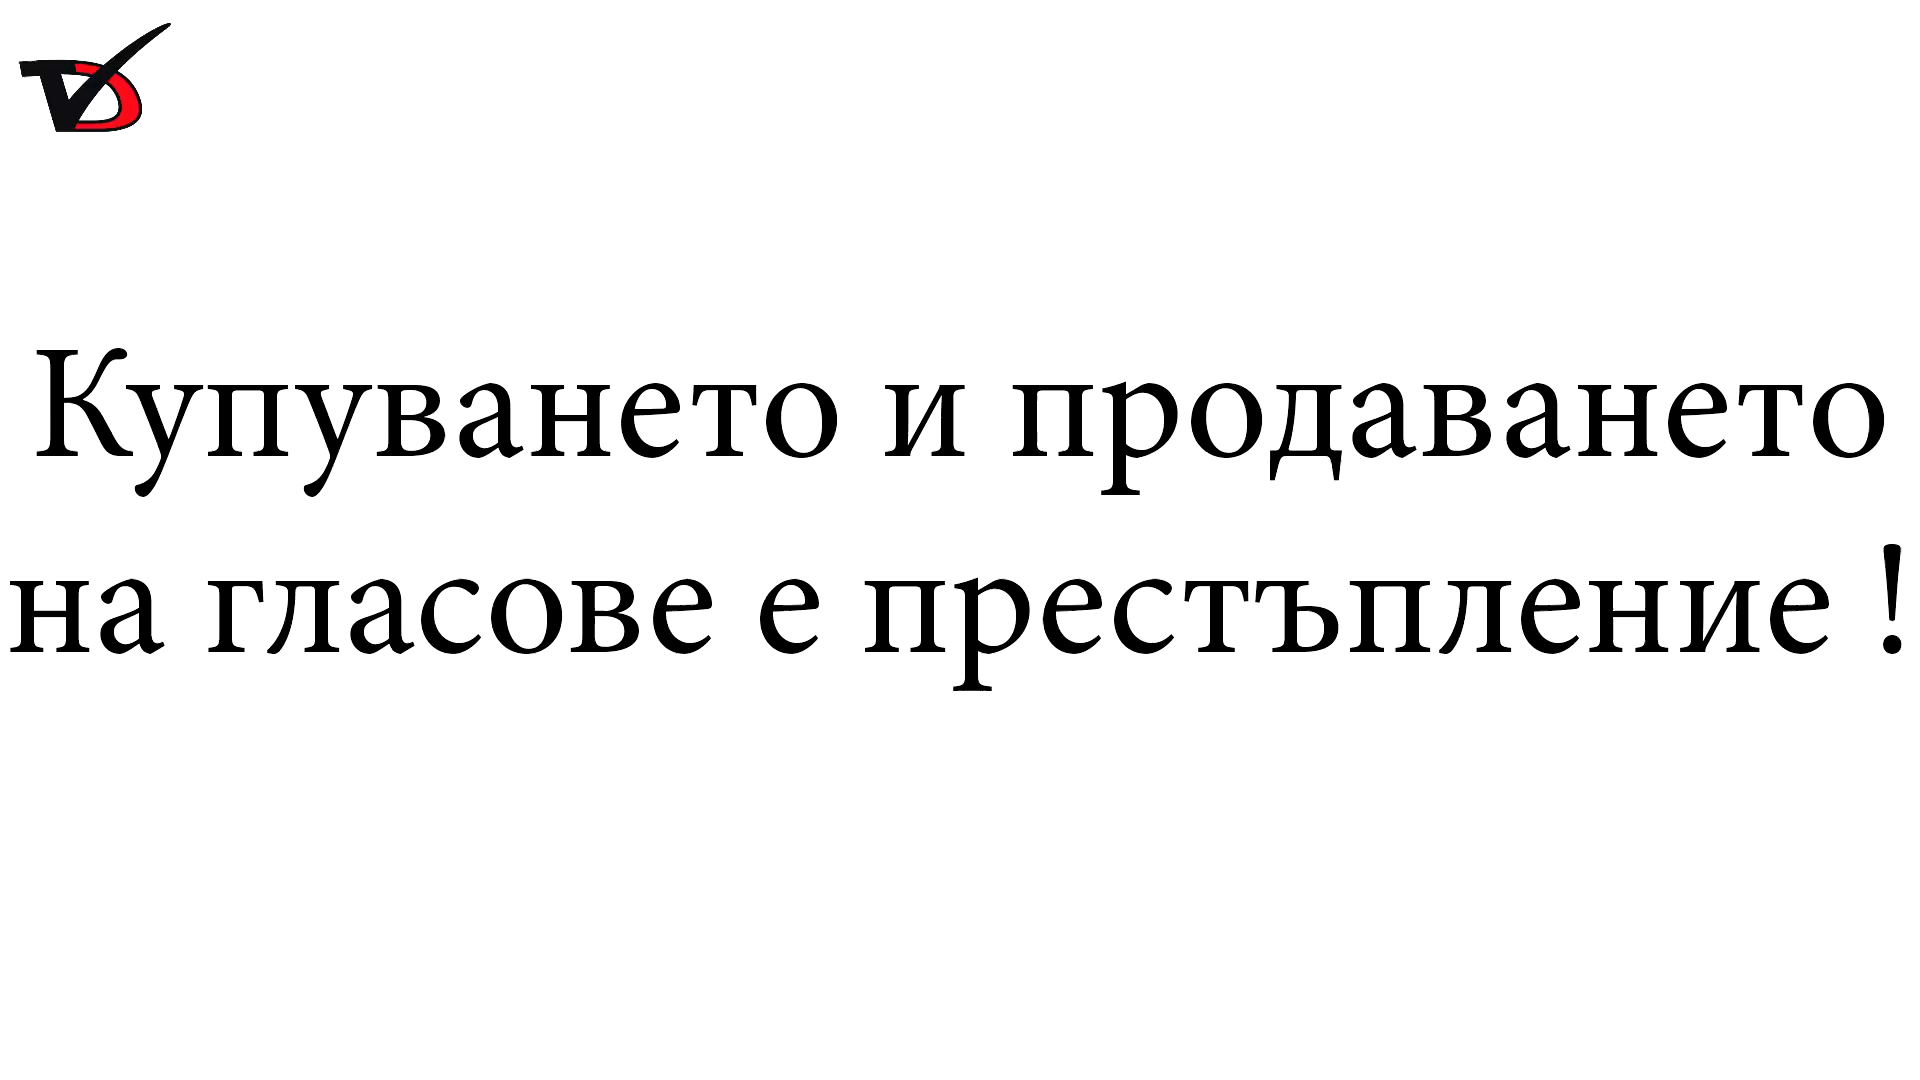 Купуването и продаването
на гласове е престъпление !